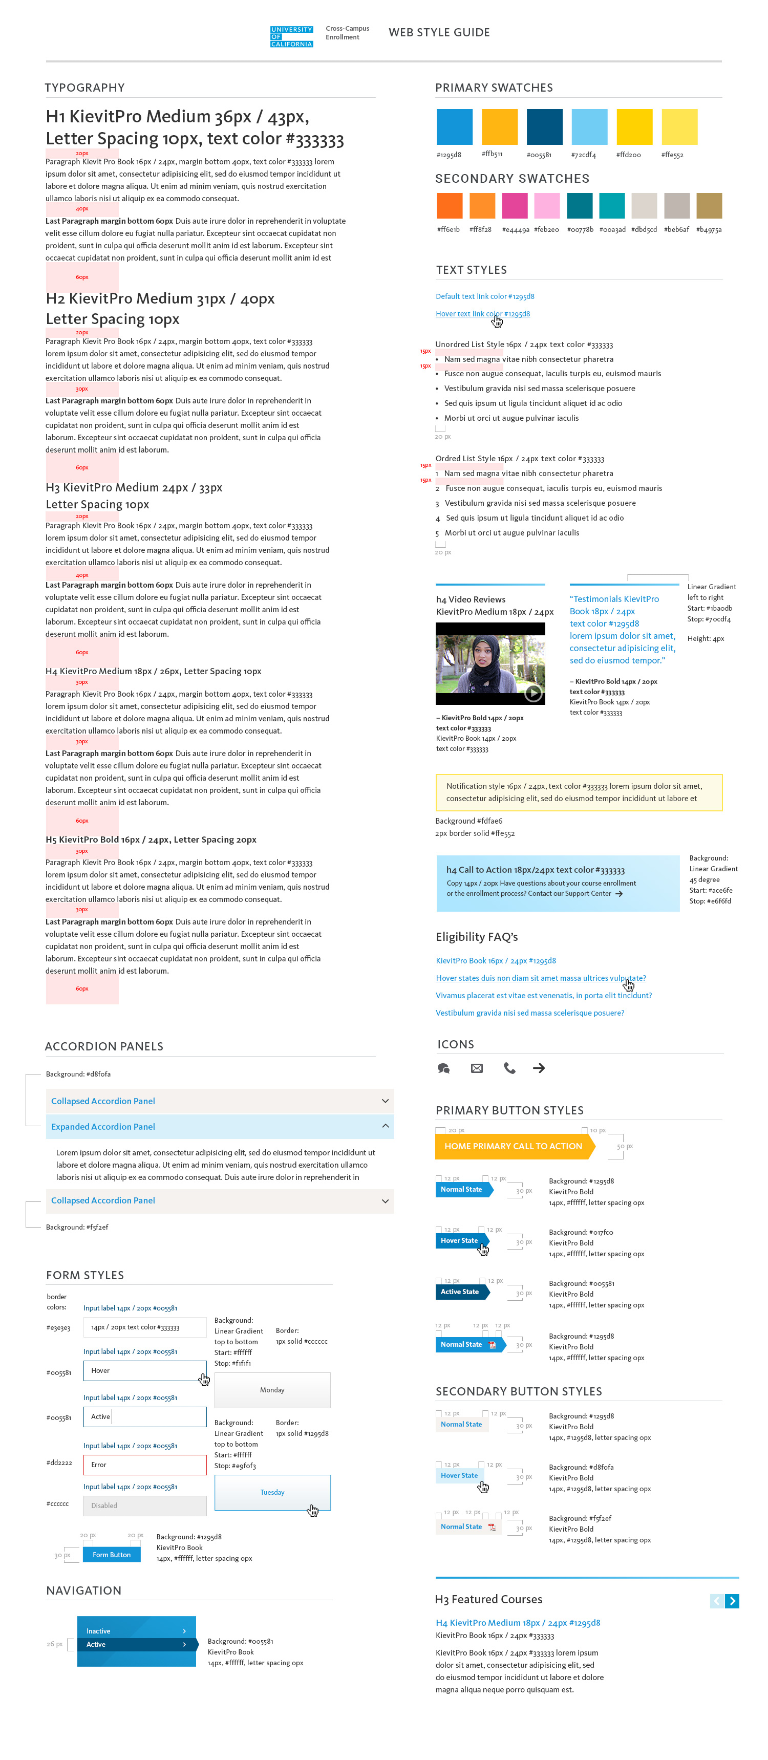 UNIVERSITY
OF
CALIFORNIA
Cross-Campus
Enrollment
WEB STYLE GUIDE
TYPOGRAPHY
H1 KievitPro Medium 36px / 43px,
Letter Spacing 10px, text color #333333
20px
Paragraph Kievit Pro Book 16px / 24px, margin bottom 40px, text color #333333 lorem
ipsum dolor sit amet, consectetur adipisicing elit, sed do eiusmod tempor incididunt ut
labore et dolore magna aliqua. Ut enim ad minim veniam, quis nostrud exercitation
ullamco laboris nisi ut aliquip ex ea commodo consequat.
40px
Last Paragraph margin bottom 60px Duis aute irure dolor in reprehenderit in voluptate
velit esse cillum dolore eu fugiat nulla pariatur. Excepteur sint occaecat cupidatat non
proident, sunt in culpa qui officia deserunt mollit anim id est laborum. Excepteur sint
occaecat cupidatat non proident, sunt in culpa qui officia deserunt mollit anim id est
60px
H2 KievitPro Medium 31px / 40px
Letter Spacing 10px
20px
Paragraph Kievit Pro Book 16px / 24px, margin bottom 40px, text color #333333
lorem ipsum dolor sit amet, consectetur adipisicing elit, sed do eiusmod tempor
incididunt ut labore et dolore magna aliqua. Ut enim ad minim veniam, quis nostrud
exercitation ullamco laboris nisi ut aliquip ex ea commodo consequat.
30px
Last Paragraph margin bottom 60px Duis aute irure dolor in reprehenderit in
voluptate velit esse cillum dolore eu fugiat nulla pariatur. Excepteur sint occaecat
cupidatat non proident, sunt in culpa qui officia deserunt mollit anim id est
laborum. Excepteur sint occaecat cupidatat non proident, sunt in culpa qui officia
deserunt mollit anim id est laborum.
60px
H3 KievitPro Medium 24px / 33px
Letter Spacing 10px
20px
Paragraph Kievit Pro Book 16px / 24px, margin bottom 40px, text color #333333
lorem ipsum dolor sit amet, consectetur adipisicing elit, sed do eiusmod tempor
incididunt ut labore et dolore magna aliqua. Ut enim ad minim veniam, quis nostrud
exercitation ullamco laboris nisi ut aliquip ex ea commodo consequat.
40px
Last Paragraph margin bottom 60px Duis aute irure dolor in reprehenderit in
voluptate velit esse cillum dolore eu fugiat nulla pariatur. Excepteur sint occaecat
cupidatat non proident, sunt in culpa qui officia deserunt mollit anim id est
laborum. Excepteur sint occaecat cupidatat non proident, sunt in culpa qui officia
deserunt mollit anim id est laborum.
60px
H4 KievitPro Medium 18px / 26px, Letter Spacing 10px
30px
Paragraph Kievit Pro Book 16px / 24px, margin bottom 40px, text color #333333
lorem ipsum dolor sit amet, consectetur adipisicing elit, sed do eiusmod tempor
incididunt ut labore et dolore magna aliqua. Ut enim ad minim veniam, quis nostrud
exercitation ullamco laboris nisi ut aliquip ex ea commodo consequat.
Last Paragraph margin bottom 60px Duis aute irure dolor in reprehenderit in
voluptate velit esse cillum dolore eu fugiat nulla pariatur. Excepteur sint occaecat
cupidatat non proident, sunt in culpa qui officia deserunt mollit anim id est
laborum. Excepteur sint occaecat cupidatat non proident, sunt in culpa qui officia
deserunt mollit anim id est laborum.
60px
H5 KievitPro Bold 16px / 24px, Letter Spacing 20px
30px
Paragraph Kievit Pro Book 16px / 24px, margin bottom 40px, text color #333333
lorem ipsum dolor sit amet, consectetur adipisicing elit, sed do eiusmod tempor
incididunt ut labore et dolore magna aliqua. Ut enim ad minim veniam, quis nostrud
exercitation ullamco laboris nisi ut aliquip ex ea commodo consequat.
Last Paragraph margin bottom 60px Duis aute irure dolor in reprehenderit in
voluptate velit esse cillum dolore eu fugiat nulla pariatur. Excepteur sint occaecat
cupidatat non proident, sunt in culpa qui officia deserunt mollit anim id est
laborum. Excepteur sint occaecat cupidatat non proident, sunt in culpa qui officia
deserunt mollit anim id est laborum.
60px
ACCORDION PANELS
Background: #d8f0fa
Collapsed Accordion Panel
Expanded Accordion Panel
Lorem ipsum dolor sit amet, consectetur adipisicing elit, sed do eiusmod tempor incididunt ut
labore et dolore magna aliqua. Ut enim ad minim veniam, quis nostrud exercitation ullamco
laboris nisi ut aliquip ex ea commodo consequat. Duis aute irure dolor in reprehenderit in
Collapsed Accordion Panel
Background: #f5f2ef
FORM STYLES
border
colors:
Input label 14px / 20px #005581
#e3e3e3
14px / 20px text color #333333
Input label 14px / 20px #005581
#005581
Hover
Input label 14px / 20px #005581
#005581
Active
Input label 14px / 20px #005581
#dd2222
Error
Input label 14px / 20px #005581
#cccccc
Disabled
Background:
Linear Gradient
top to bottom
Start: #ffffff
Stop: #f1f1f1
Border:
1px solid #cccccc
Monday
Background:
Linear Gradient
top to bottom
Start: #ffffff
Stop: #e9f0f3
Border:
1px solid #1295d8
Tuesday
20 px
20 px
30 px
Form Button
Background: #1295d8
KievitPro Book
14px, #ffffff, letter spacing 0px
NAVIGATION
Inactive
Active
26 px
Background: #005581
KievitPro Book
14px, #ffffff, letter spacing 0px
PRIMARY SWATCHES
#1295d8
#ffb511
#005581
#72cdf4
#ffd200
#ffe552
SECONDARY SWATCHES
#ff6e1b
#ff8f28
#e4449a
#feb200
#00778b
#00a3ad
#dbd5cd
#beb6af
#b4975a
TEXT STYLES
Default text link color #1295d8
Hover text link color #1295d8
Unordred List Style 16px / 24px text color #333333
15px
• Nam sed magna vitae nibh consectetur pharetra
15px
• Fusce non augue consequat, iaculis turpis eu, euismod mauris
• Vestibulum gravida nisi sed massa scelerisque posuere
• Sed quis ipsum ut ligula tincidunt aliquet id ac odio
• Morbi ut orci ut augue pulvinar iaculis
20 px
Ordred List Style 16px / 24px text color #333333
15px
1 Nam sed magna vitae nibh consectetur pharetra
15px
2 Fusce non augue consequat, iaculis turpis eu, euismod mauris
3 Vestibulum gravida nisi sed massa scelerisque posuere
4 Sed quis ipsum ut ligula tincidunt aliquet id ac odio
5 Morbi ut orci ut augue pulvinar iaculis
20 px
h4 Video Reviews
KievitPro Medium 18px / 24px
– KievitPro Bold 14px / 20px
text color #333333
KievitPro Book 14px / 20px
text color #333333
“Testimonials KievitPro
Book 18px / 24px
text color #1295d8
lorem ipsum dolor sit amet,
consectetur adipisicing elit,
sed do eiusmod tempor.”
– KievitPro Bold 14px / 20px
text color #333333
KievitPro Book 14px / 20px
text color #333333
Linear Gradient
left to right
Start: #1ba0db
Stop: #70cdf4
Height: 4px
Notification style 16px / 24px, text color #333333 lorem ipsum dolor sit amet,
consectetur adipisicing elit, sed do eiusmod tempor incididunt ut labore et
Background #fdfae6
2px border solid #ffe552
h4 Call to Action 18px/24px text color #333333
Copy 14px / 20px Have questions about your course enrollment
or the enrollment process? Contact our Support Center →
Background:
Linear Gradient
45 degree
Start: #ace6fe
Stop: #e6f6fd
Eligibility FAQ’s
KievitPro Book 16px / 24px #1295d8
Hover states duis non diam sit amet massa ultrices vulputate?
Vivamus placerat est vitae est venenatis, in porta elit tincidunt?
Vestibulum gravida nisi sed massa scelerisque posuere?
ICONS
PRIMARY BUTTON STYLES
20 px
10 px
HOME PRIMARY CALL TO ACTION
50 px
12 px
12 px
Normal State
30 px
Background: #1295d8
KievitPro Bold
14px, #ffffff, letter spacing 0px
12 px
12 px
Hover State
30 px
Background: #017fc0
KievitPro Bold
14px, #ffffff, letter spacing 0px
12 px
12 px
Active State
30 px
Background: #005581
KievitPro Bold
14px, #ffffff, letter spacing 0px
12 px
12 px
12 px
Normal State
30 px
Background: #1295d8
KievitPro Bold
14px, #ffffff, letter spacing 0px
SECONDARY BUTTON STYLES
12 px
12 px
Normal State
30 px
Background: #1295d8
KievitPro Bold
14px, #1295d8, letter spacing 0px
12 px
12 px
Hover State
30 px
Background: #d8f0fa
KievitPro Bold
14px, #1295d8, letter spacing 0px
12 px
12 px
12 px
Normal State
30 px
Background: #f5f2ef
KievitPro Bold
14px, #1295d8, letter spacing 0px
H3 Featured Courses
H4 KievitPro Medium 18px / 24px #1295d8
KievitPro Book 16px / 24px #333333
KievitPro Book 16px / 24px #333333 lorem ipsum
dolor sit amet, consectetur adipisicing elit, sed
do eiusmod tempor incididunt ut labore et dolore
magna aliqua neque porro quisquam est.